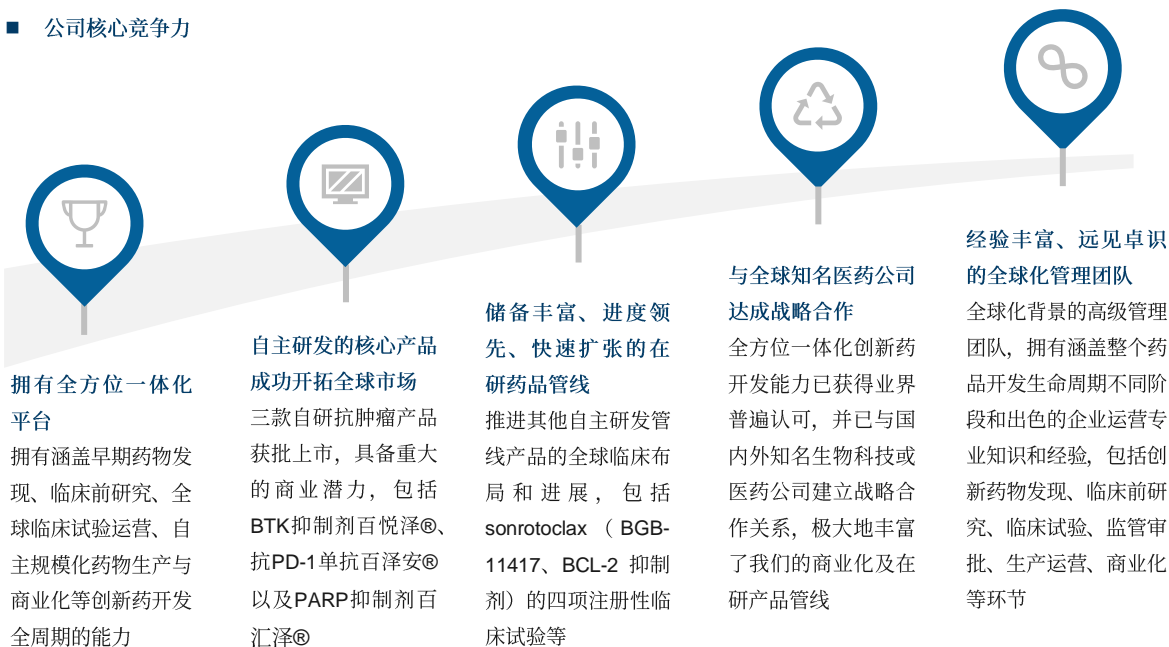 ■ 公司核心竞争力
拥有全方位一体化
平台
拥有涵盖早期药物发
现、临床前研究、全
球临床试验运营、自
主规模化药物生产与
商业化等创新药开发
全周期的能力
自主研发的核心产品
成功开拓全球市场
三款自研抗肿瘤产品
获批上市，具备重大
的商业潜力，包括
BTK抑制剂百悦泽®、
抗PD-1单抗百泽安®
以及PARP抑制剂百
汇泽®
储备丰富、进度领
先、快速扩张的在
研药品管线
推进其他自主研发管
线产品的全球临床布
局和进展，包括
sonrotoclax（BGB-
11417、BCL-2 抑制
剂）的四项注册性临
床试验等
与全球知名医药公司
达成战略合作
全方位一体化创新药
开发能力已获得业界
普遍认可，并已与国
内外知名生物科技或
医药公司建立战略合
作关系，极大地丰富
了我们的商业化及在
研产品管线
经验丰富、远见卓识
的全球化管理团队
全球化背景的高级管理
团队，拥有涵盖整个药
品开发生命周期不同阶
段和出色的企业运营专
业知识和经验，包括创
新药物发现、临床前研
究、临床试验、监管审
批、生产运营、商业化
等环节